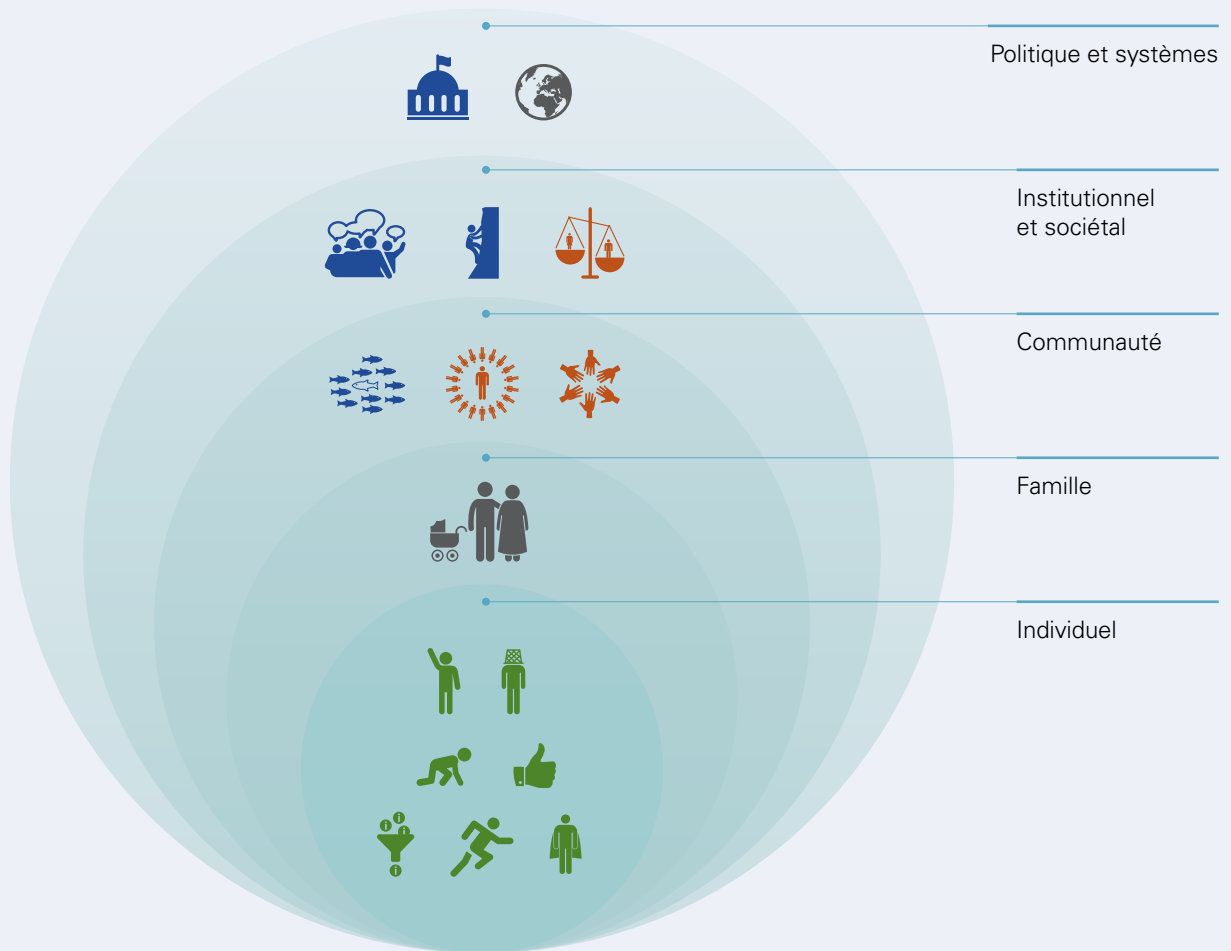 Politique et systèmes
Institutionnel
et sociétal
Communauté
Famille
Individuel